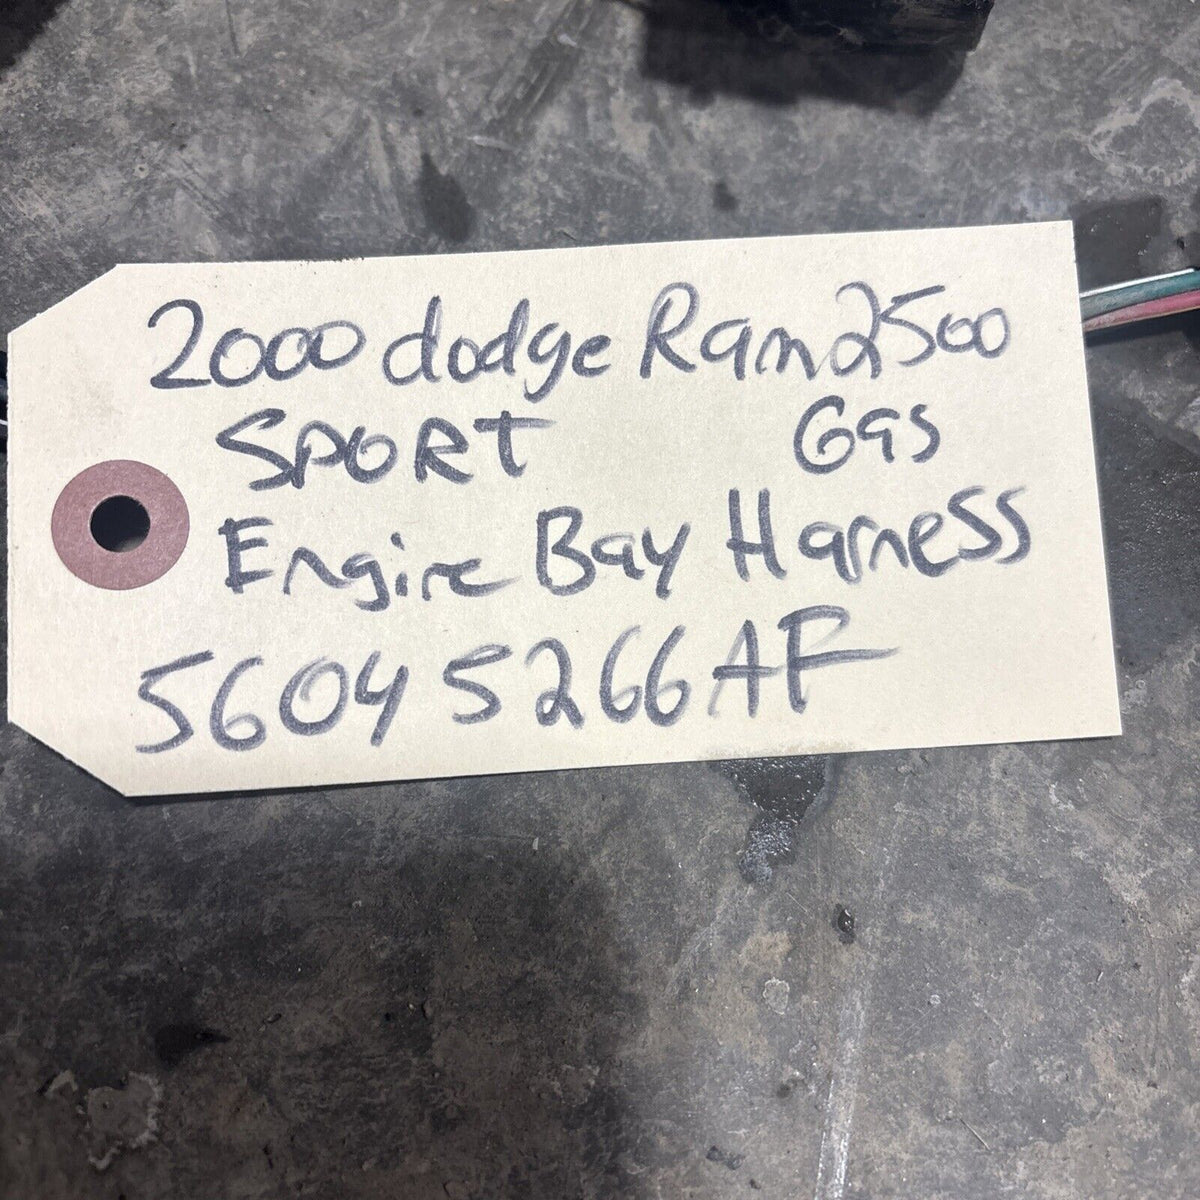 2000 dodge Ram 2500
SPORT Gas
Engine Bay Harness
56045266AF